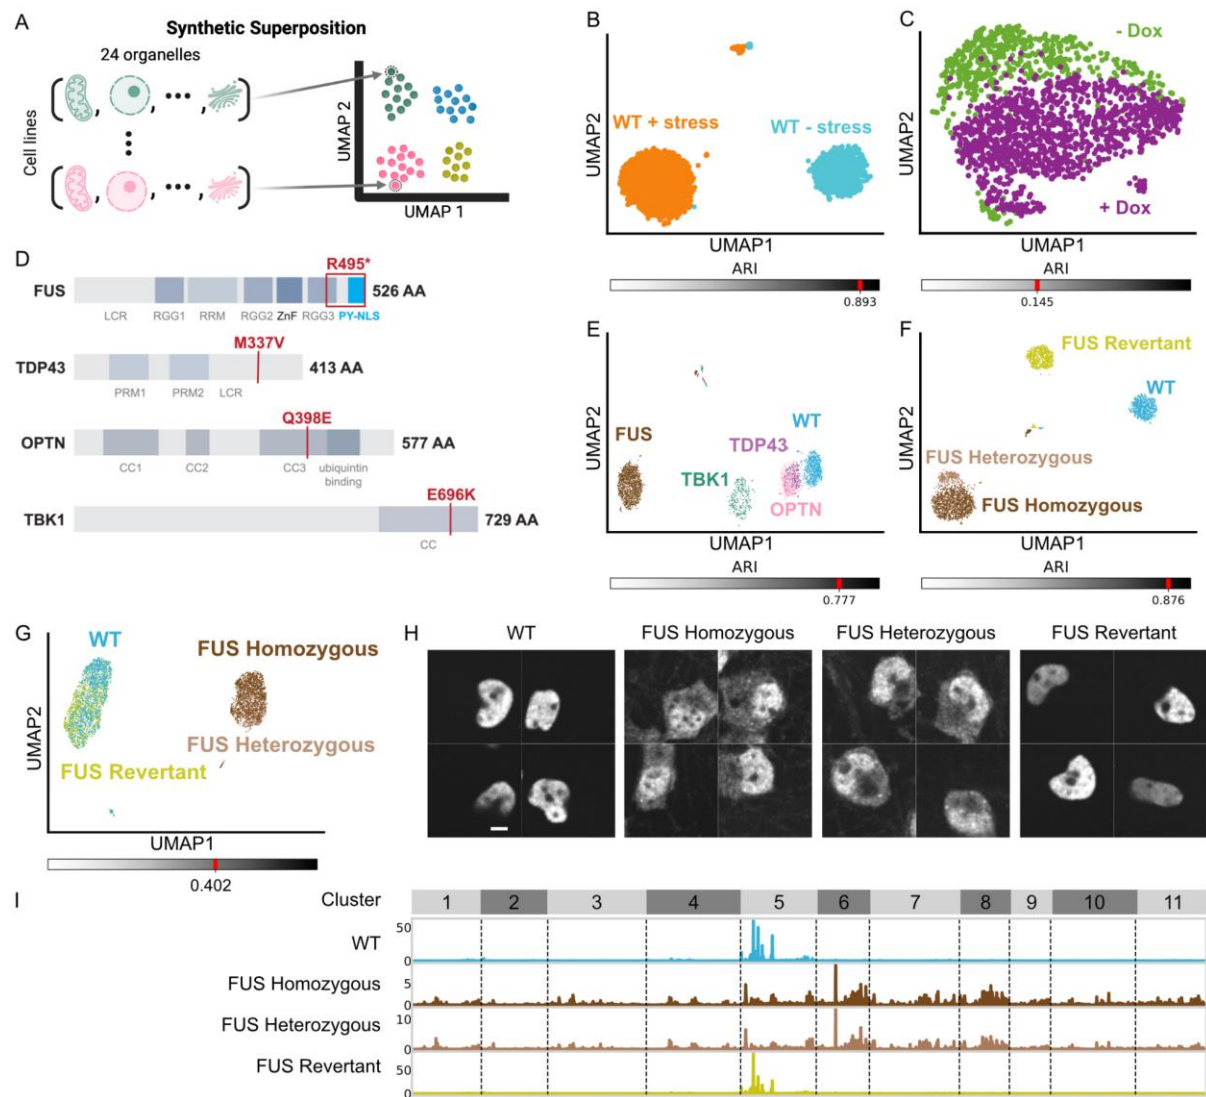 A
Synthetic Superposition
24 organelles
Cell lines
UMAP 2
UMAP 1
B
WT + stress
WT - stress
UMAP2
UMAP1
ARI
0.893
C
- Dox
+ Dox
UMAP2
UMAP1
ARI
0.145
D
R495*
FUS
526 AA
LCR RGG1 RRM RGG2 ZnF RGG3 PY-NLS
M337V
TDP43
413 AA
PRM1 PRM2 LCR
Q398E
OPTN
577 AA
CC1 CC2 CC3 ubiquintin
binding
E696K
TBK1
729 AA
CC
E
FUS
WT
TDP43
TBK1
OPTN
UMAP2
UMAP1
ARI
0.777
F
FUS Revertant
WT
FUS Heterozygous
FUS Homozygous
UMAP2
UMAP1
ARI
0.876
G
WT
FUS Homozygous
FUS Heterozygous
FUS Revertant
UMAP2
UMAP1
0.402
H
WT
FUS Homozygous
FUS Heterozygous
FUS Revertant
I
Cluster 1 2 3 4 5 6 7 8 9 10 11
WT
50
0
FUS Homozygous
5
0
FUS Heterozygous
10
0
FUS Revertant
50
0